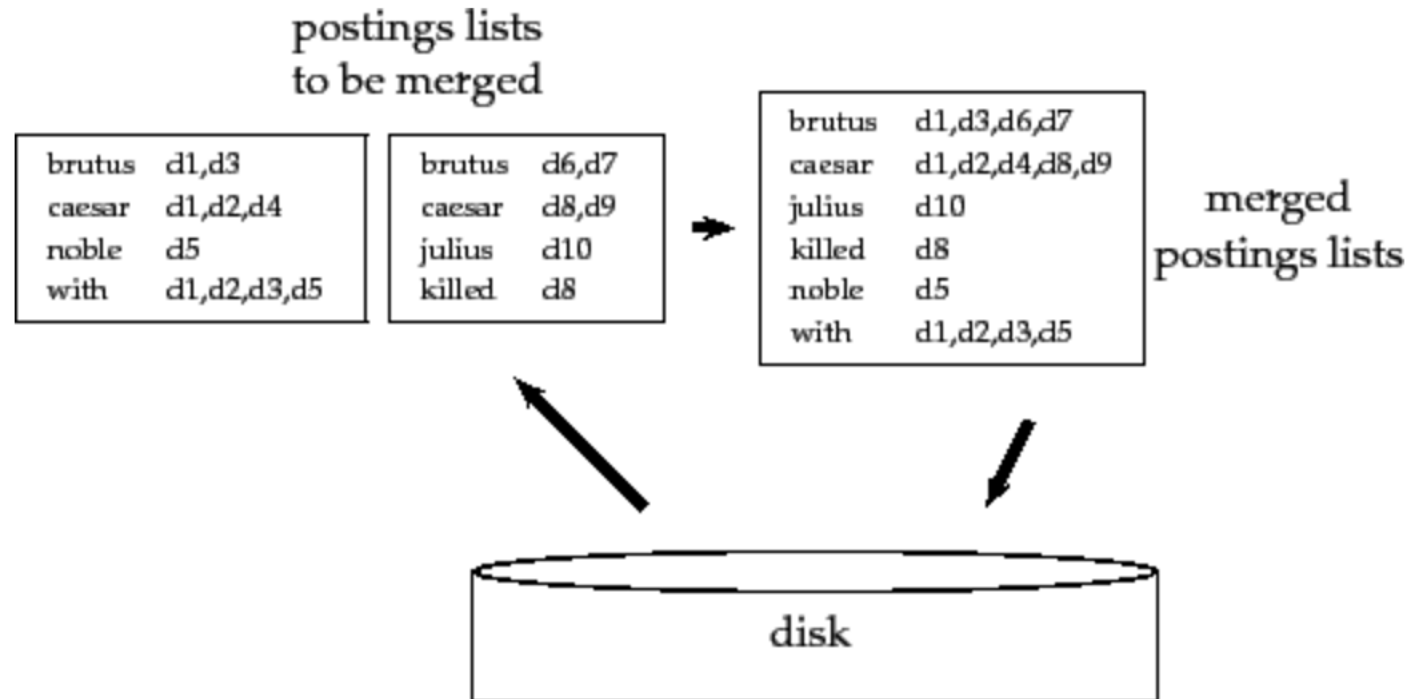 postings lists
to be merged
brutus d1,d3
caesar d1,d2,d4
noble d5
with d1,d2,d3,d5
brutus d6,d7
caesar d8,d9
julius d10
killed d8
brutus d1,d3,d6,d7
caesar d1,d2,d4,d8,d9
julius d10
killed d8
noble d5
with d1,d2,d3,d5
merged
postings lists
disk